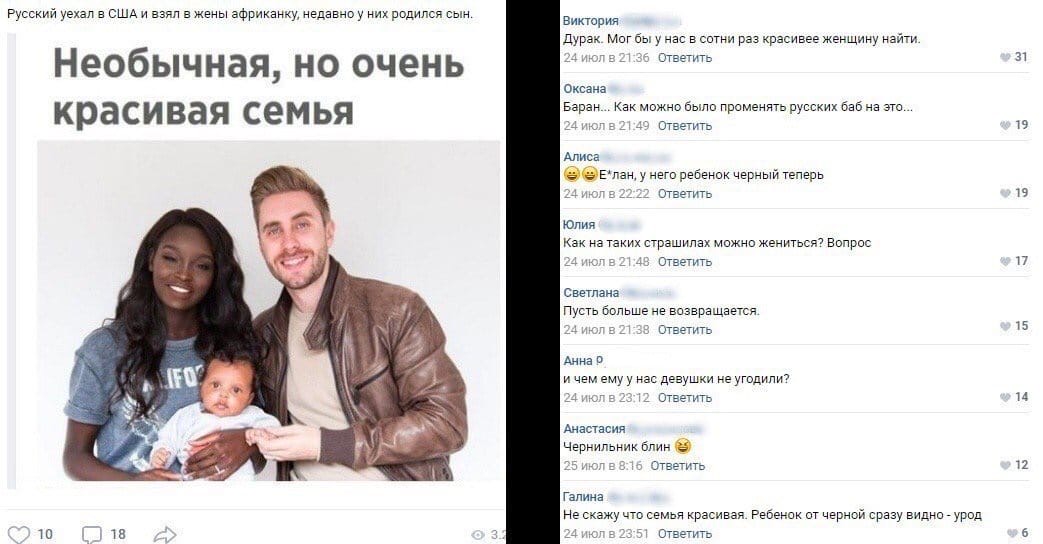 Русский уехал в США и взял в жены африканку, недавно у них родился сын.
Необычная, но очень
красивая семья
LIFO
10
18
3.2
Виктория
Дурак. Мог бы у нас в сотни раз красивее женщину найти.
24 июл в 21:36 Ответить
31
Оксана
Баран... Как можно было променять русских баб на это...
24 июл в 21:49 Ответить
19
Алиса
😄😄Е*лан, у него ребенок черный теперь
24 июл в 22:22 Ответить
19
Юлия
Как на таких страшилах можно жениться? Вопрос
24 июл в 21:48 Ответить
17
Светлана
Пусть больше не возвращается.
24 июл в 21:38 Ответить
15
Анна
и чем ему у нас девушки не угодили?
24 июл в 23:12 Ответить
14
Анастасия
Чернильник блин 😆
25 июл в 8:16 Ответить
12
Галина
Не скажу что семья красивая. Ребенок от черной сразу видно - урод
24 июл в 23:51 Ответить
6